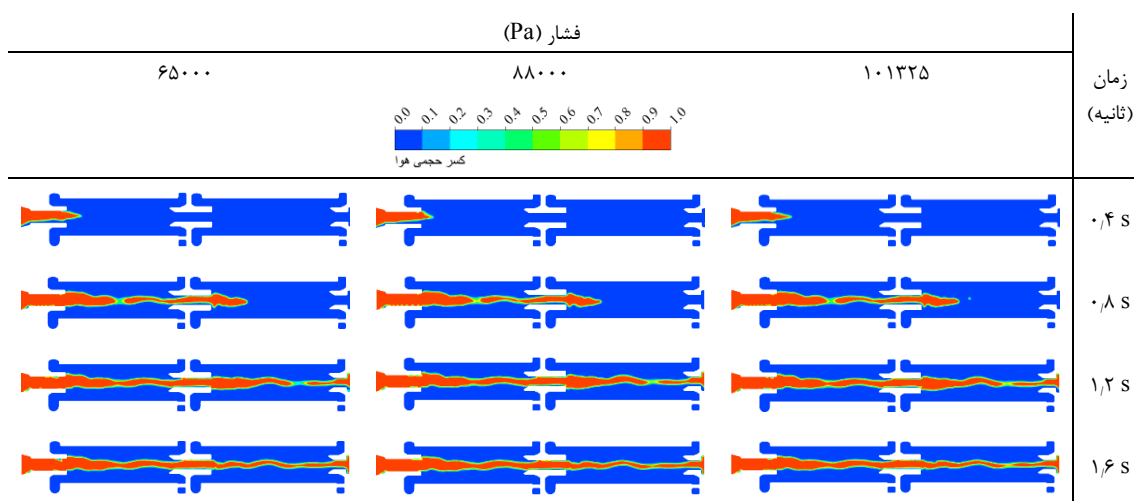 فشار (Pa)
زمان
(ثانیه)
۱۰۱۳۲۵
۸۸۰۰۰
۶۵۰۰۰
0.0 0.1 0.2 0.3 0.4 0.5 0.6 0.7 0.8 0.9 1.0
کسر حجمی هوا
۰٫۴ s
۰٫۸ s
۱٫۲ s
۱٫۶ s